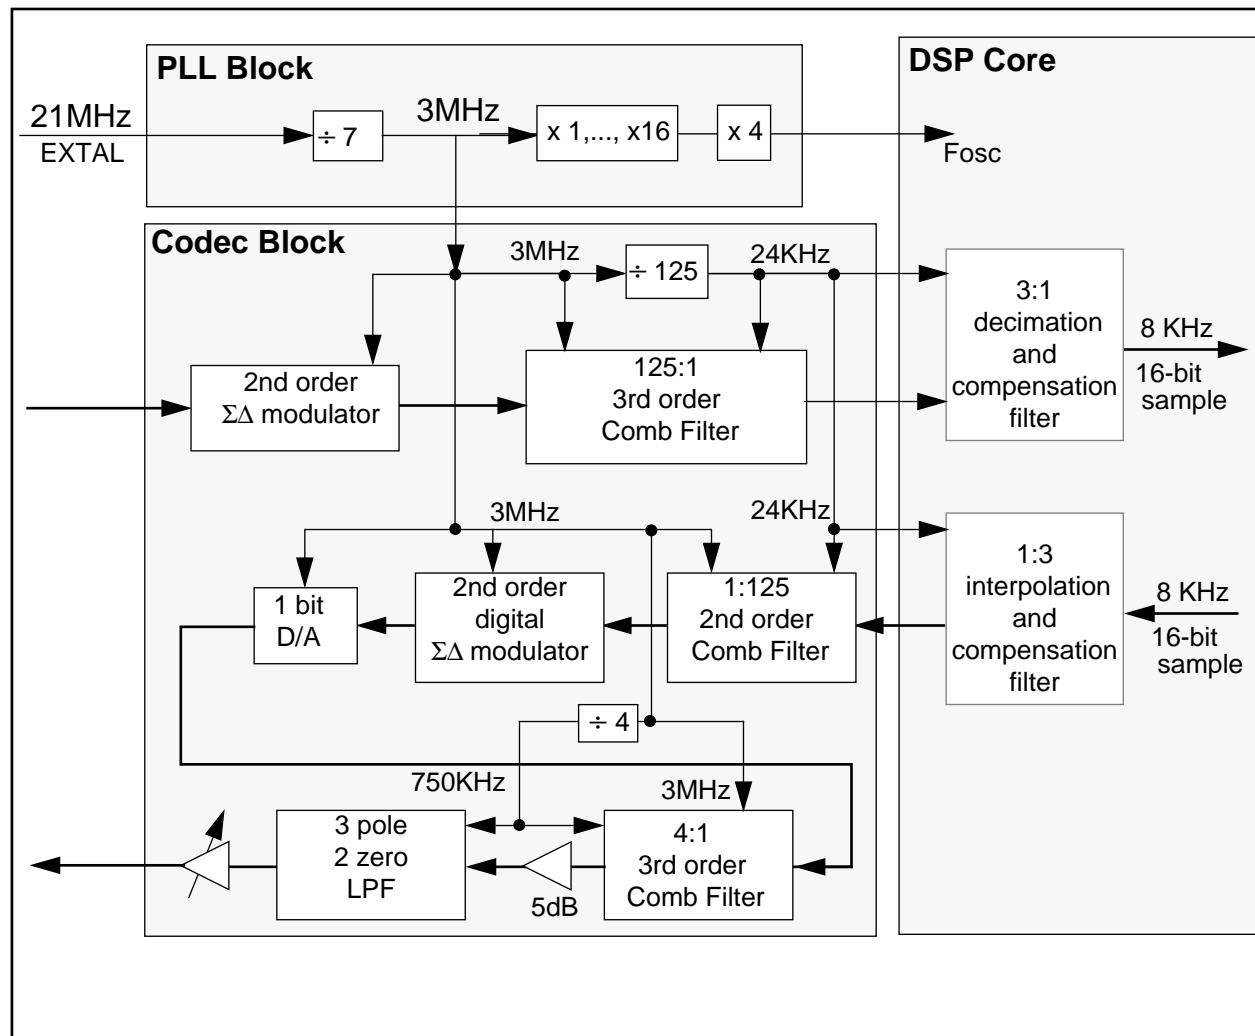 PLL Block
DSP Core
21MHz
EXTAL
÷ 7
3MHz
x 1,..., x16
x 4
Fosc
Codec Block
3MHz
÷ 125
24KHz
2nd order
ΣΔ modulator
125:1
3rd order
Comb Filter
3:1
decimation
and
compensation
filter
8 KHz
16-bit
sample
3MHz
24KHz
1 bit
D/A
2nd order
digital
ΣΔ modulator
1:125
2nd order
Comb Filter
1:3
interpolation
and
compensation
filter
8 KHz
16-bit
sample
÷ 4
750KHz
3MHz
3 pole
2 zero
LPF
5dB
4:1
3rd order
Comb Filter